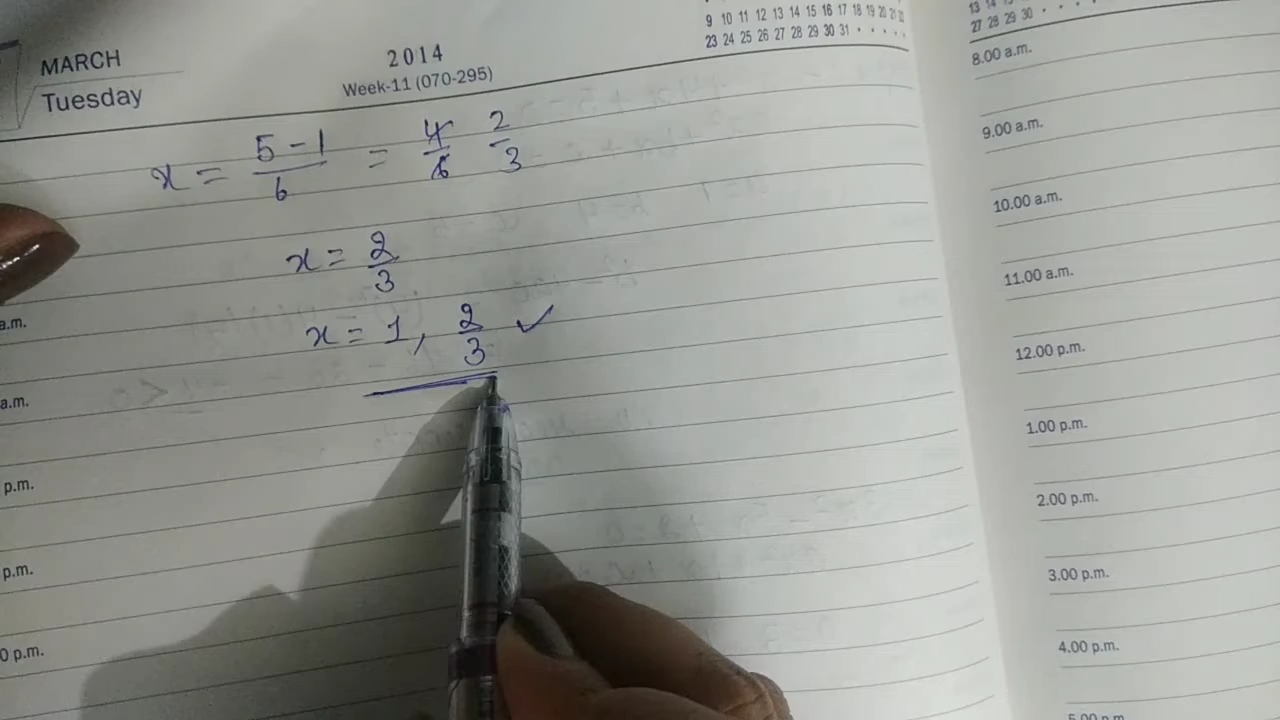 MARCH
Tuesday
2014
Week-11 (070-295)
9 10 11 12 13 14 15 16 17 18 19 20 21 22
23 24 25 26 27 28 29 30 31
x = 5-1/6 = 4/6 2/3
x = 2/3
x = 1, 2/3 ✓
a.m.
a.m.
p.m.
p.m.
0 p.m.
13 14
27 28 29 30
8.00 a.m.
9.00 a.m.
10.00 a.m.
11.00 a.m.
12.00 p.m.
1.00 p.m.
2.00 p.m.
3.00 p.m.
4.00 p.m.
5.00 p.m.